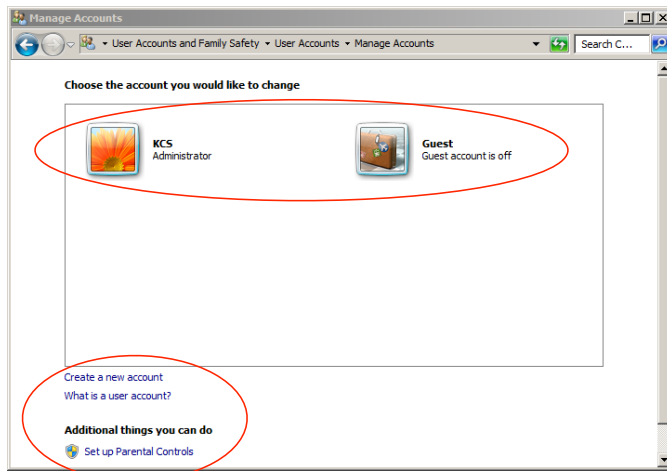 Manage Accounts
User Accounts and Family Safety User Accounts Manage Accounts Search C...
Choose the account you would like to change
KCS Guest
Administrator Guest account is off
Create a new account
What is a user account?
Additional things you can do
Set up Parental Controls